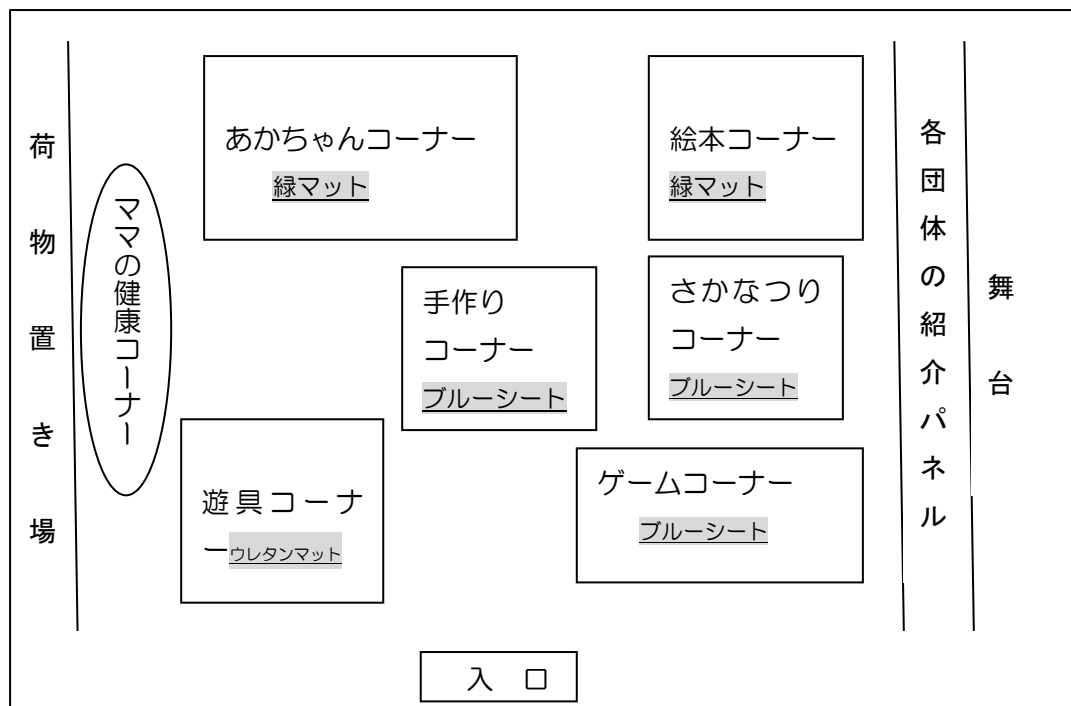 荷物置き場
ママの健康コーナー
あかちゃんコーナー
緑マット
絵本コーナー
緑マット
手作り
コーナー
ブルーシート
さかなつり
コーナー
ブルーシート
遊具コーナ
ーウレタンマット
ゲームコーナー
ブルーシート
各団体の紹介パネル
舞台
入 口